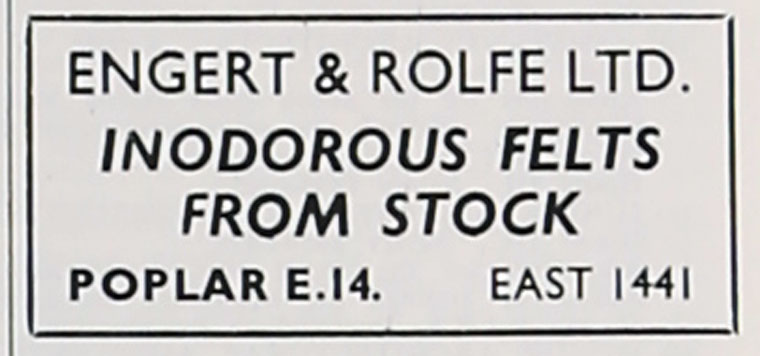 ENGERT & ROLFE LTD.
INODOROUS FELTS
FROM STOCK
POPLAR E.14. EAST 1441